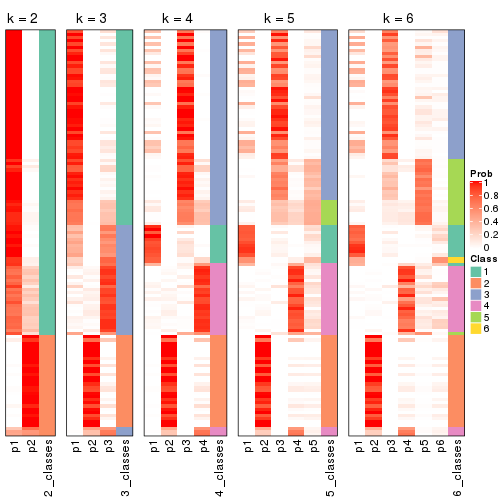 k = 2
k = 3
k = 4
k = 5
k = 6
p1
p2
2_classes
p1
p2
p3
3_classes
p1
p2
p3
p4
4_classes
p1
p2
p3
p4
p5
5_classes
p1
p2
p3
p4
p5
p6
6_classes
Prob
1
0.8
0.6
0.4
0.2
0
Class
1
2
3
4
5
6